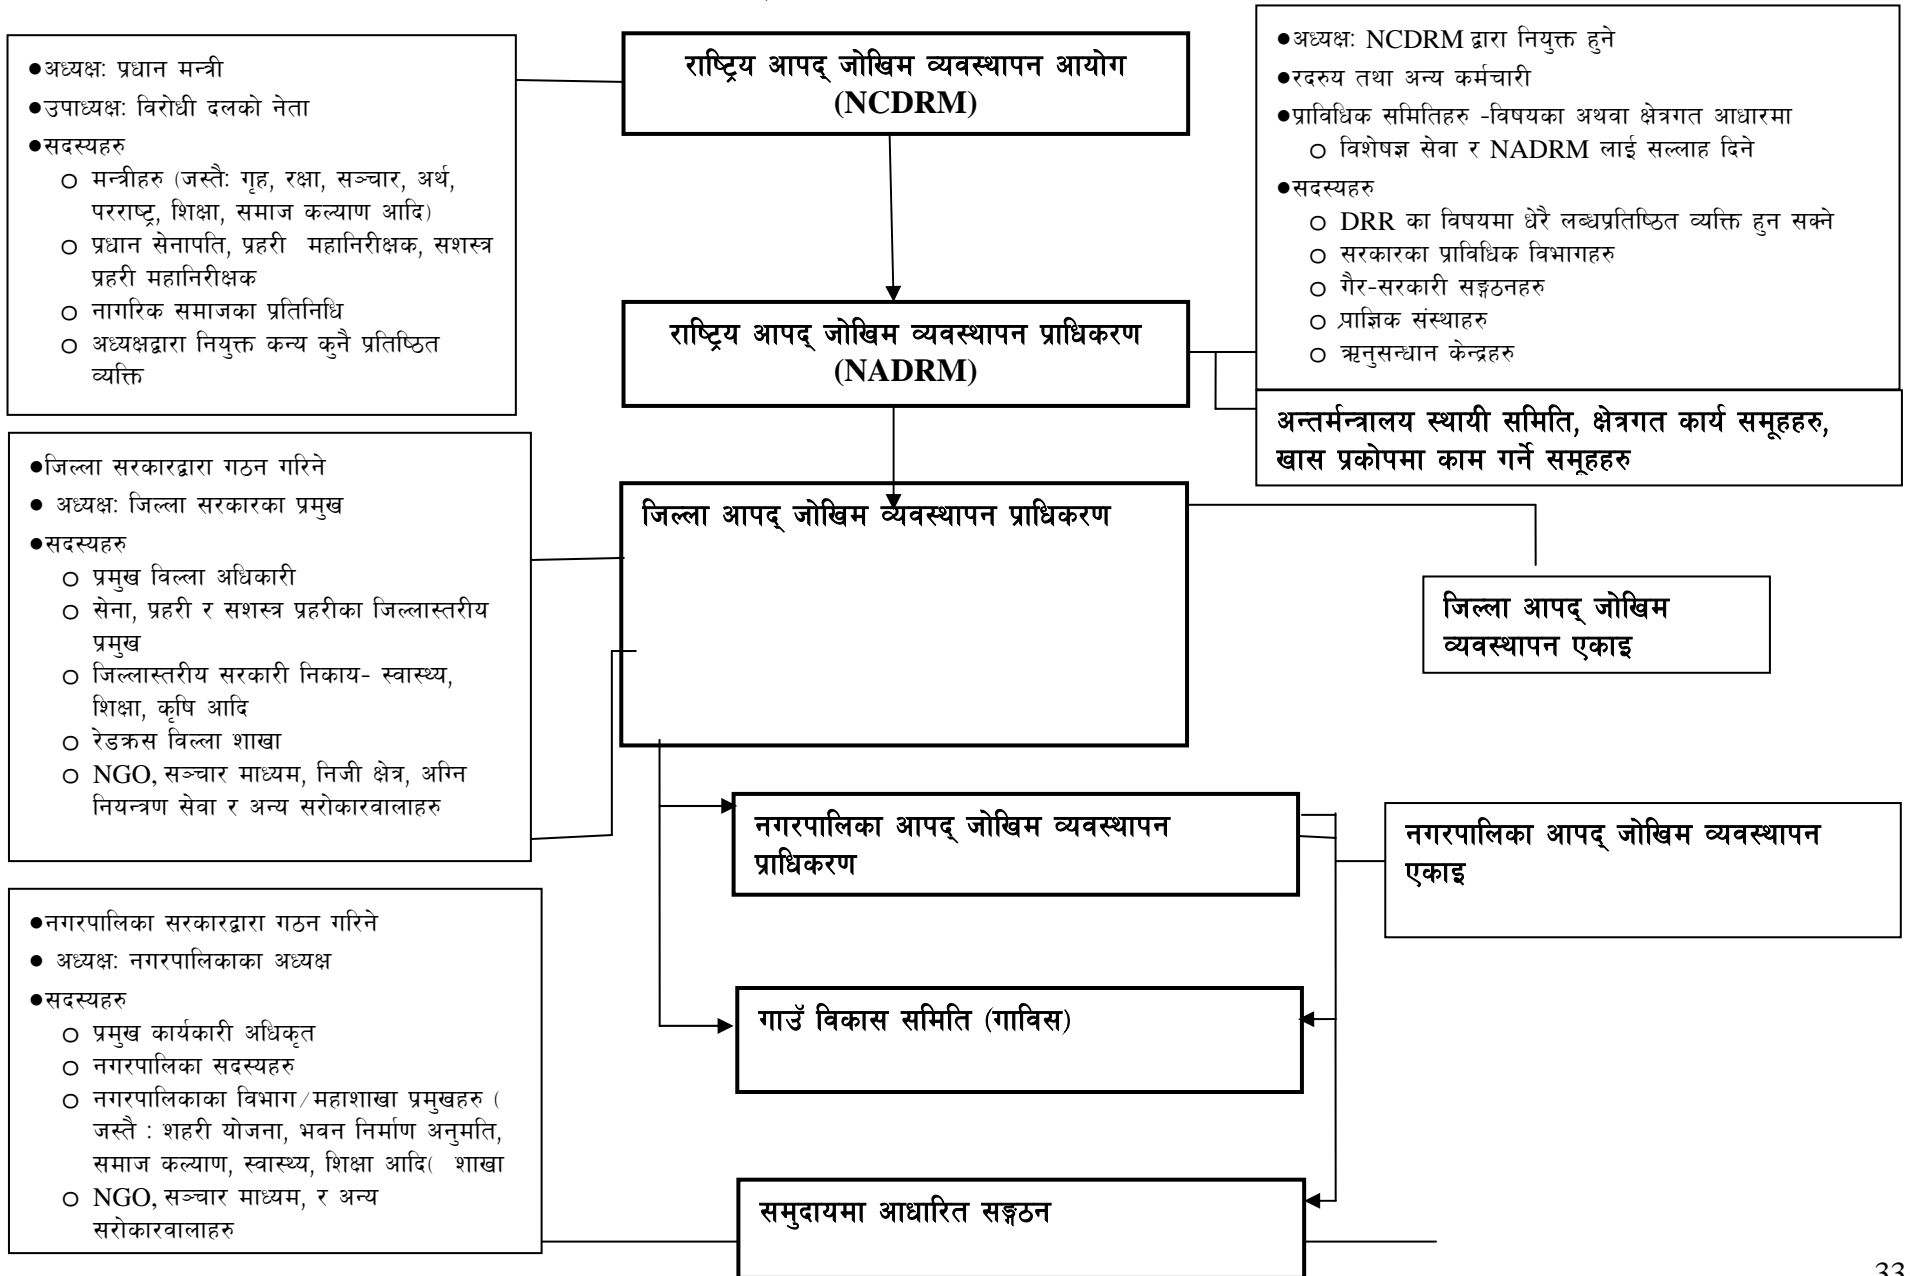 राष्ट्रिय आपद् जोखिम व्यवस्थापन आयोग
(NCDRM)
●अध्यक्ष: प्रधान मन्त्री
●उपाध्यक्ष: विरोधी दलको नेता
●सदस्यहरु
o मन्त्रीहरु (जस्तै: गृह, रक्षा, सञ्चार, अर्थ,
परराष्ट्र, शिक्षा, समाज कल्याण आदि)
o प्रधान सेनापति, प्रहरी महानिरीक्षक, सशस्त्र
प्रहरी महानिरीक्षक
o नागरिक समाजका प्रतिनिधि
o अध्यक्षद्वारा नियुक्त कन्य कुनै प्रतिष्ठित
व्यक्ति
●अध्यक्ष: NCDRM द्वारा नियुक्त हुने
●रदरुय तथा अन्य कर्मचारी
●प्राविधिक समितिहरु -विषयका अथवा क्षेत्रगत आधारमा
o विशेषज्ञ सेवा र NADRM लाई सल्लाह दिने
●सदस्यहरु
o DRR का विषयमा धेरै लब्धप्रतिष्ठित व्यक्ति हुन सक्ने
o सरकारका प्राविधिक विभागहरु
o गैर-सरकारी सङ्गठनहरु
o प्राज्ञिक संस्थाहरु
o ऋनुसन्धान केन्द्रहरु
राष्ट्रिय आपद् जोखिम व्यवस्थापन प्राधिकरण
(NADRM)
अन्तर्मन्त्रालय स्थायी समिति, क्षेत्रगत कार्य समूहहरु,
खास प्रकोपमा काम गर्ने समूहहरु
●जिल्ला सरकारद्वारा गठन गरिने
● अध्यक्ष: जिल्ला सरकारका प्रमुख
●सदस्यहरु
o प्रमुख विल्ला अधिकारी
o सेना, प्रहरी र सशस्त्र प्रहरीका जिल्लास्तरीय
प्रमुख
o जिल्लास्तरीय सरकारी निकाय- स्वास्थ्य,
शिक्षा, कृषि आदि
o रेडक्रस विल्ला शाखा
o NGO, सञ्चार माध्यम, निजी क्षेत्र, अग्नि
नियन्त्रण सेवा र अन्य सरोकारवालाहरु
जिल्ला आपद् जोखिम व्यवस्थापन प्राधिकरण
जिल्ला आपद् जोखिम
व्यवस्थापन एकाइ
नगरपालिका आपद् जोखिम व्यवस्थापन
प्राधिकरण
नगरपालिका आपद् जोखिम व्यवस्थापन
एकाइ
●नगरपालिका सरकारद्वारा गठन गरिने
● अध्यक्ष: नगरपालिकाका अध्यक्ष
●सदस्यहरु
o प्रमुख कार्यकारी अधिकृत
o नगरपालिका सदस्यहरु
o नगरपालिकाका विभाग/महाशाखा प्रमुखहरु (
जस्तै : शहरी योजना, भवन निर्माण अनुमति,
समाज कल्याण, स्वास्थ्य, शिक्षा आदि( शाखा
o NGO, सञ्चार माध्यम, र अन्य
सरोकारवालाहरु
गाउँ विकास समिति (गाविस)
समुदायमा आधारित सङ्गठन
33